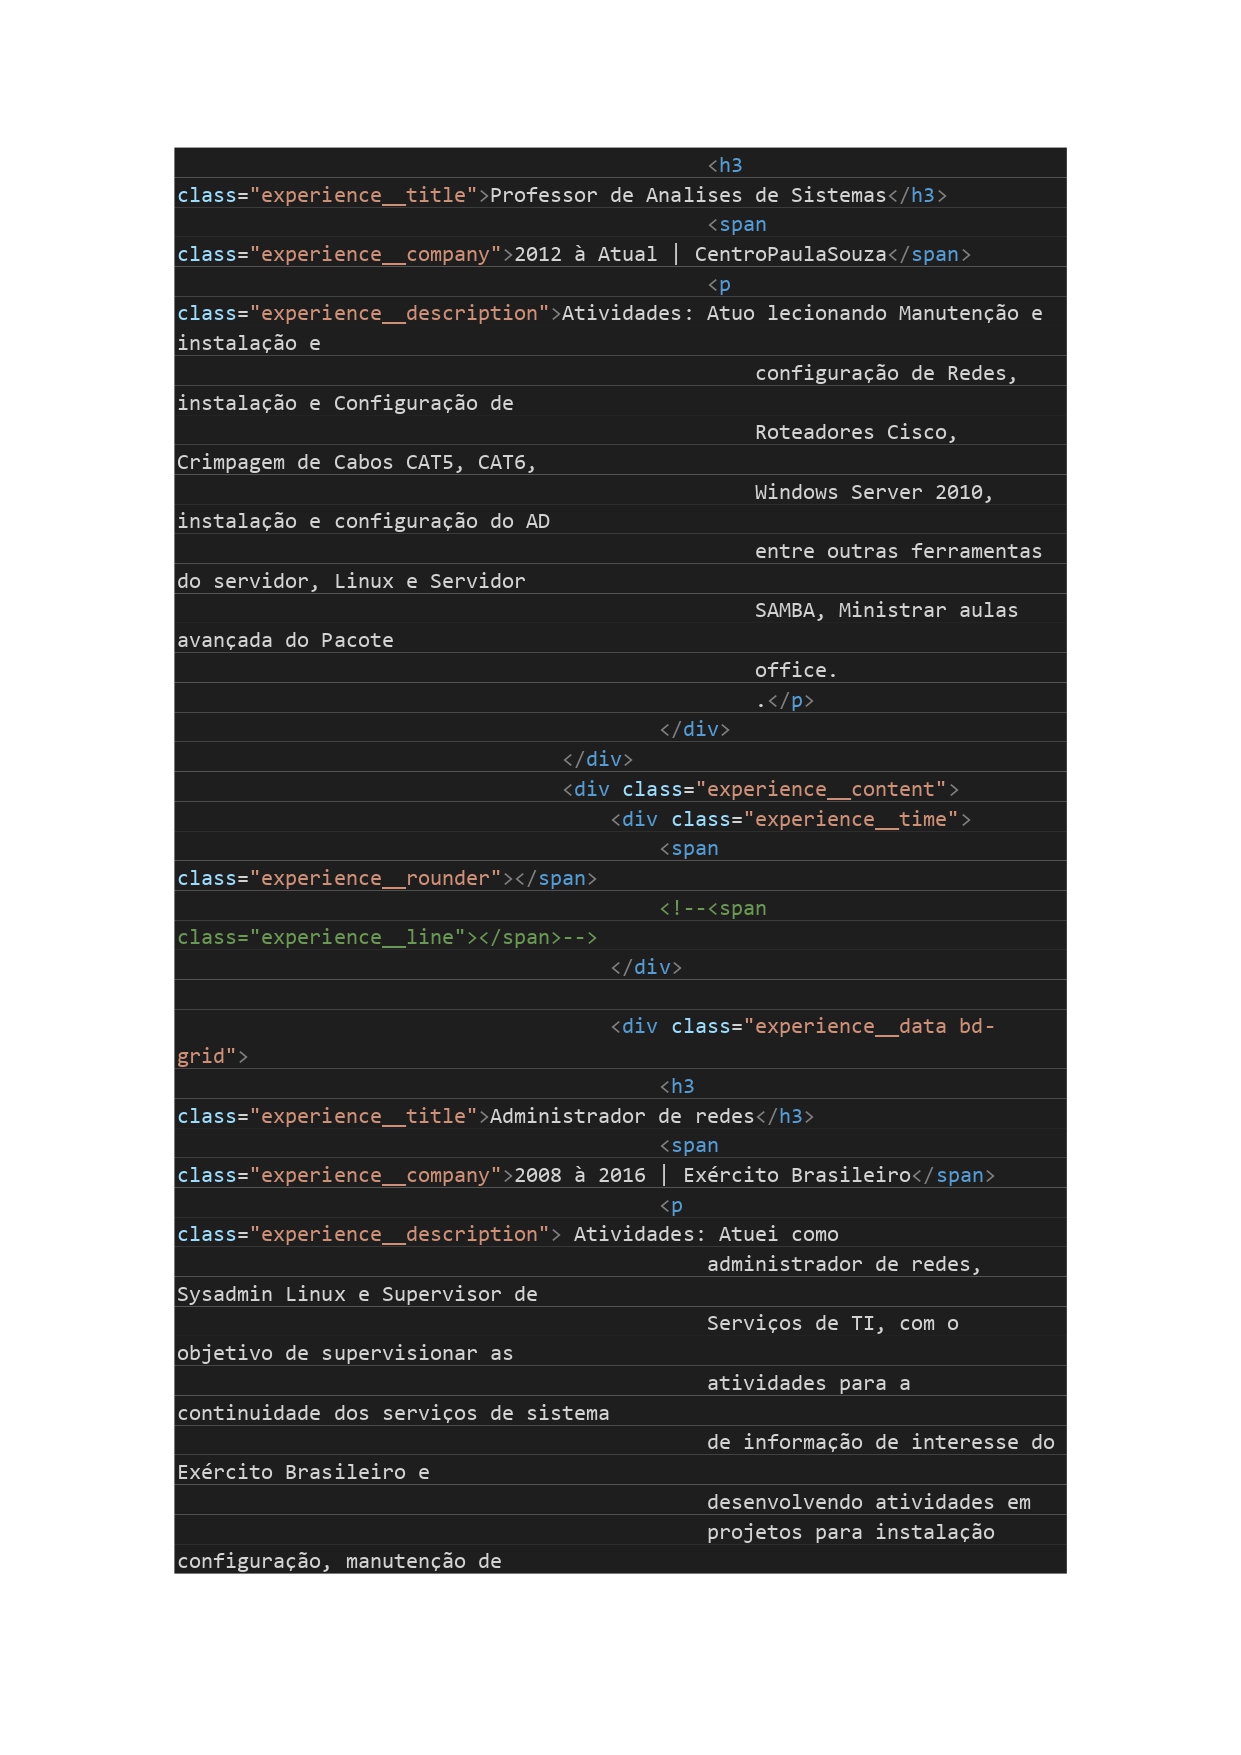 <h3
class="experience__title">Professor de Analises de Sistemas</h3>
<span
class="experience__company">2012 à Atual | CentroPaulaSouza</span>
<p
class="experience__description">Atividades: Atuo lecionando Manutenção e
instalação e
configuração de Redes,
instalação e Configuração de
Roteadores Cisco,
Crimpagem de Cabos CAT5, CAT6,
Windows Server 2010,
instalação e configuração do AD
entre outras ferramentas
do servidor, Linux e Servidor
SAMBA, Ministrar aulas
avançada do Pacote
office.
.</p>
</div>
</div>
<div class="experience__content">
<div class="experience__time">
<span
class="experience__rounder"></span>
<!--<span
class="experience__line"></span>-->
</div>
<div class="experience__data bd-
grid">
<h3
class="experience__title">Administrador de redes</h3>
<span
class="experience__company">2008 à 2016 | Exército Brasileiro</span>
<p
class="experience__description"> Atividades: Atuei como
administrador de redes,
Sysadmin Linux e Supervisor de
Serviços de TI, com o
objetivo de supervisionar as
atividades para a
continuidade dos serviços de sistema
de informação de interesse do
Exército Brasileiro e
desenvolvendo atividades em
projetos para instalação
configuração, manutenção de